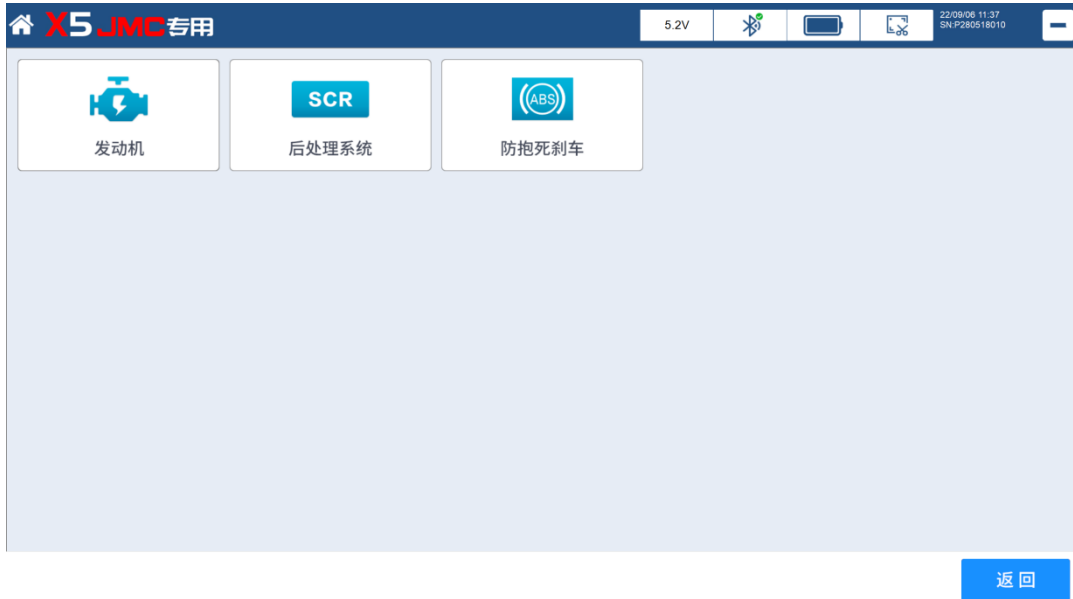 X5 JMC专用
5.2V
22/09/06 11:37
SN:P280518010
SCR
(ABS)
发动机
后处理系统
防抱死刹车
返回